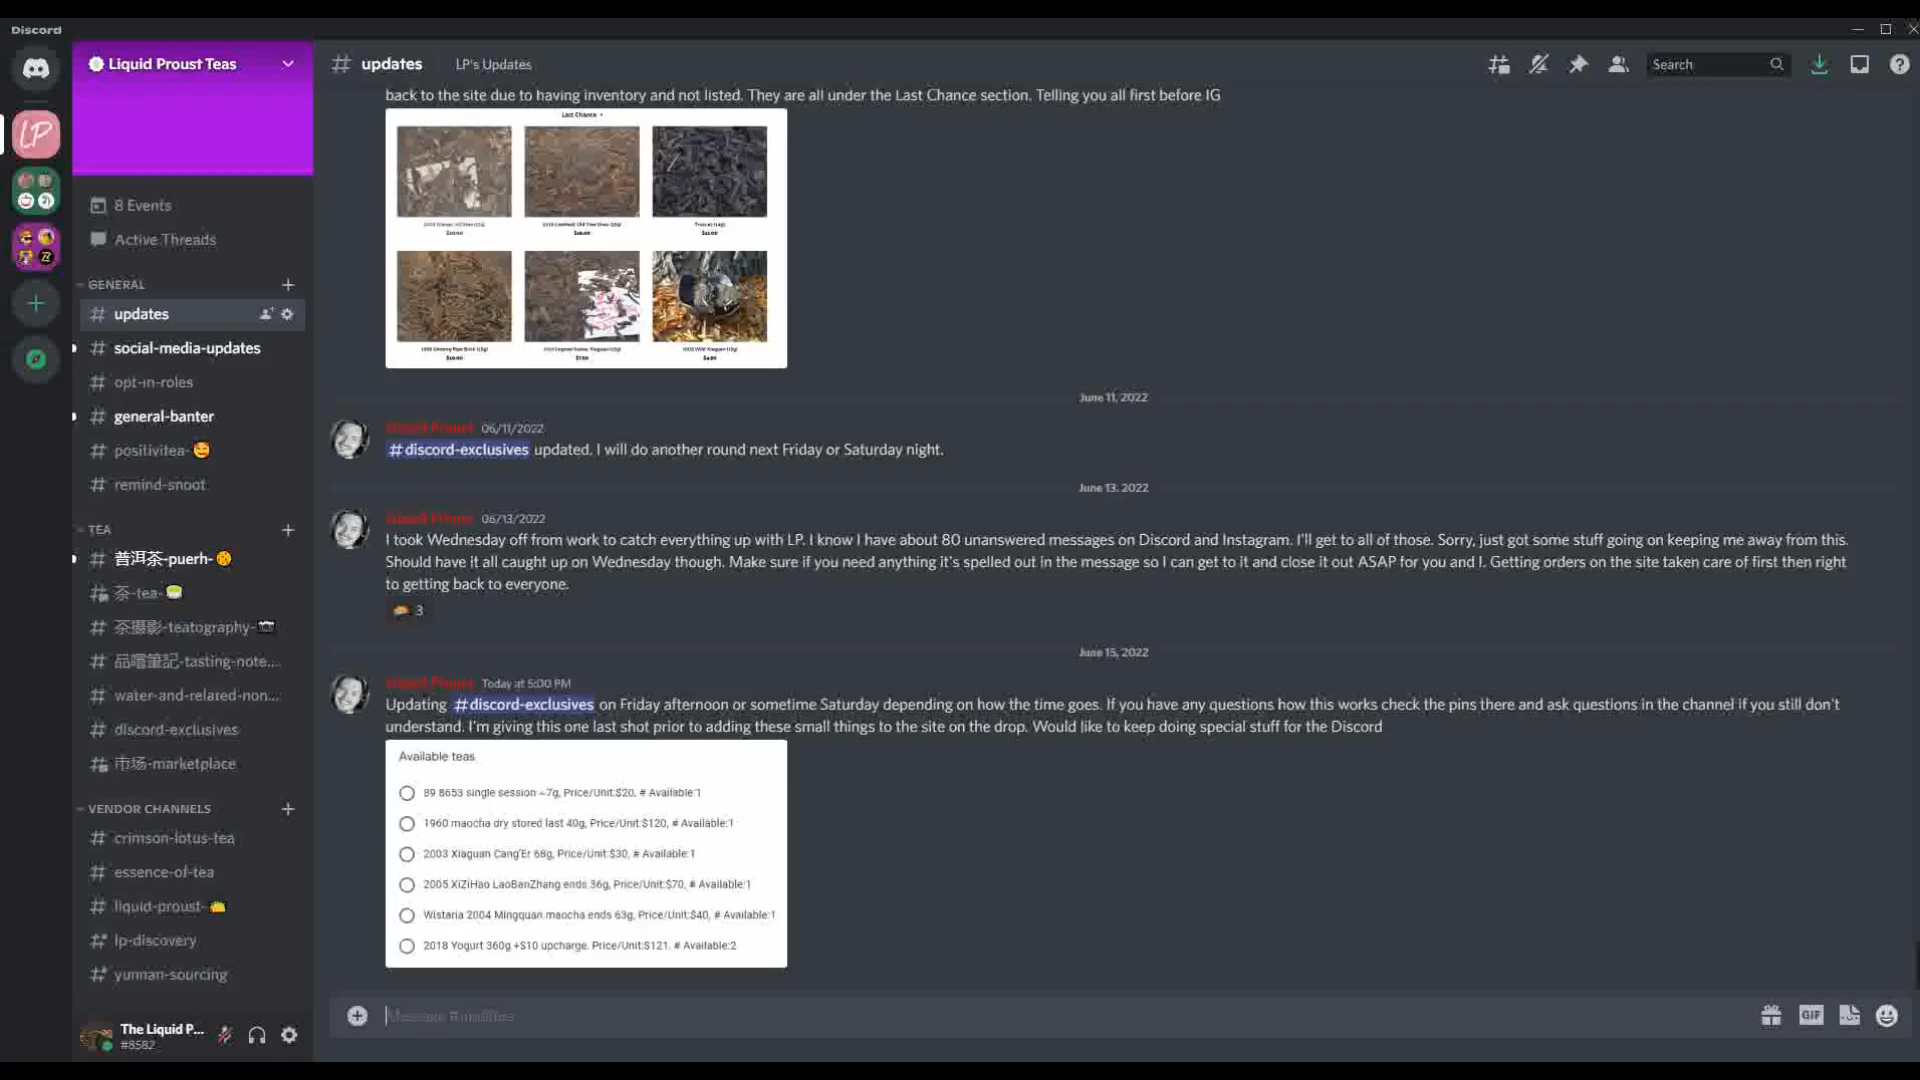 Discord
Liquid Proust Teas
8 Events
Active Threads
GENERAL
updates
social-media-updates
opt-in-roles
general-banter
positivitea-
remind-snoot
TEA
普洱茶-puerh-
茶-tea-
茶摄影-teatography-
品嚐筆記-tasting-note...
water-and-related-non...
discord-exclusives
市场-marketplace
VENDOR CHANNELS
crimson-lotus-tea
essence-of-tea
liquid-proust-
lp-discovery
yunnan-sourcing
The Liquid P...
#8582
updates
LP's Updates
Search
back to the site due to having inventory and not listed. They are all under the Last Chance section. Telling you all first before IG
Last Chance
June 11, 2022
Liquid Proust 06/11/2022
#discord-exclusives updated. I will do another round next Friday or Saturday night.
June 13, 2022
Liquid Proust 06/13/2022
I took Wednesday off from work to catch everything up with LP. I know I have about 80 unanswered messages on Discord and Instagram. I'll get to all of those. Sorry, just got some stuff going on keeping me away from this.
Should have it all caught up on Wednesday though. Make sure if you need anything it's spelled out in the message so I can get to it and close it out ASAP for you and I. Getting orders on the site taken care of first then right
to getting back to everyone.
3
June 15, 2022
Liquid Proust Today at 5:00 PM
Updating #discord-exclusives on Friday afternoon or sometime Saturday depending on how the time goes. If you have any questions how this works check the pins there and ask questions in the channel if you still don't
understand. I'm giving this one last shot prior to adding these small things to the site on the drop. Would like to keep doing special stuff for the Discord
Available teas
89 8653 single session ~7g, Price/Unit:$20, # Available:1
1960 maocha dry stored last 40g, Price/Unit:$120, # Available:1
2003 Xiaguan Cang'Er 68g, Price/Unit:$30, # Available:1
2005 XiZiHao LaoBanZhang ends 36g, Price/Unit:$70, # Available:1
Wistaria 2004 Mingquan maocha ends 63g, Price/Unit:$40, # Available:1
2018 Yogurt 360g +$10 upcharge, Price/Unit:$121, # Available:2
Message #updates
GIF